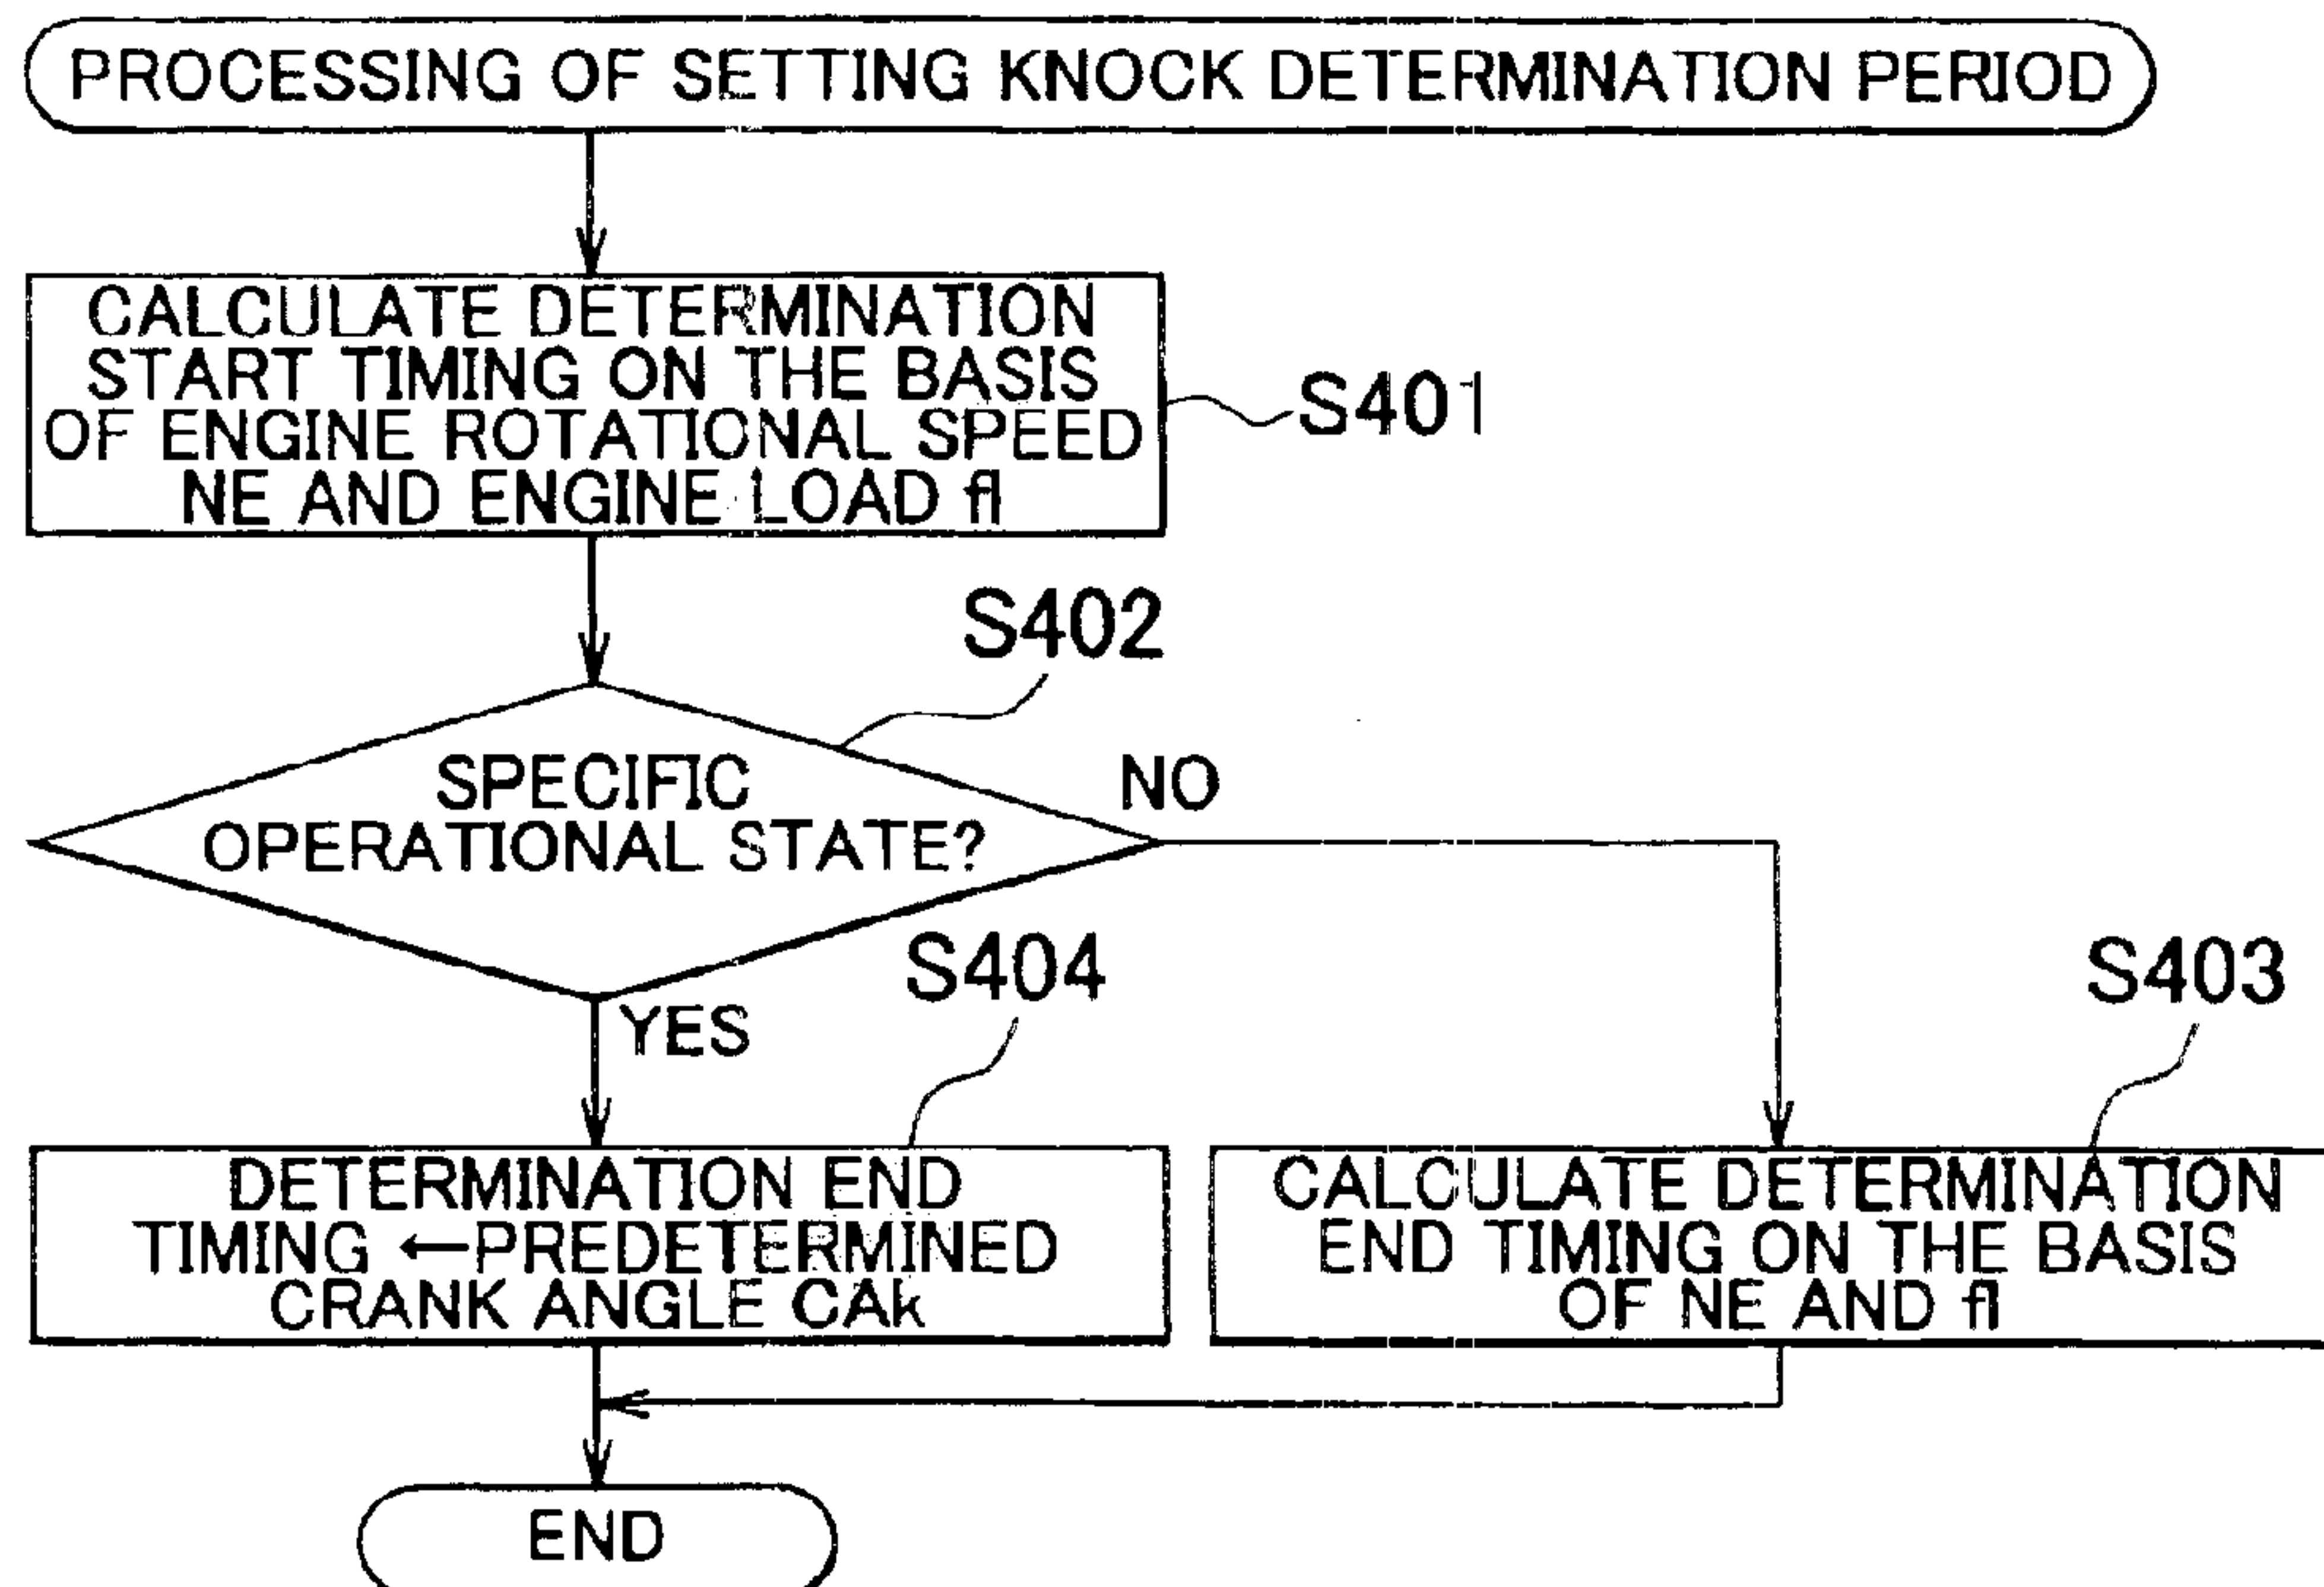 PROCESSING OF SETTING KNOCK DETERMINATION PERIOD
CALCULATE DETERMINATION
START TIMING ON THE BASIS
OF ENGINE ROTATIONAL SPEED
NE AND ENGINE LOAD fl
S401
S402
SPECIFIC
OPERATIONAL STATE?
NO
YES
S404
S403
DETERMINATION END
TIMING ←PREDETERMINED
CRANK ANGLE CAk
CALCULATE DETERMINATION
END TIMING ON THE BASIS
OF NE AND fl
END